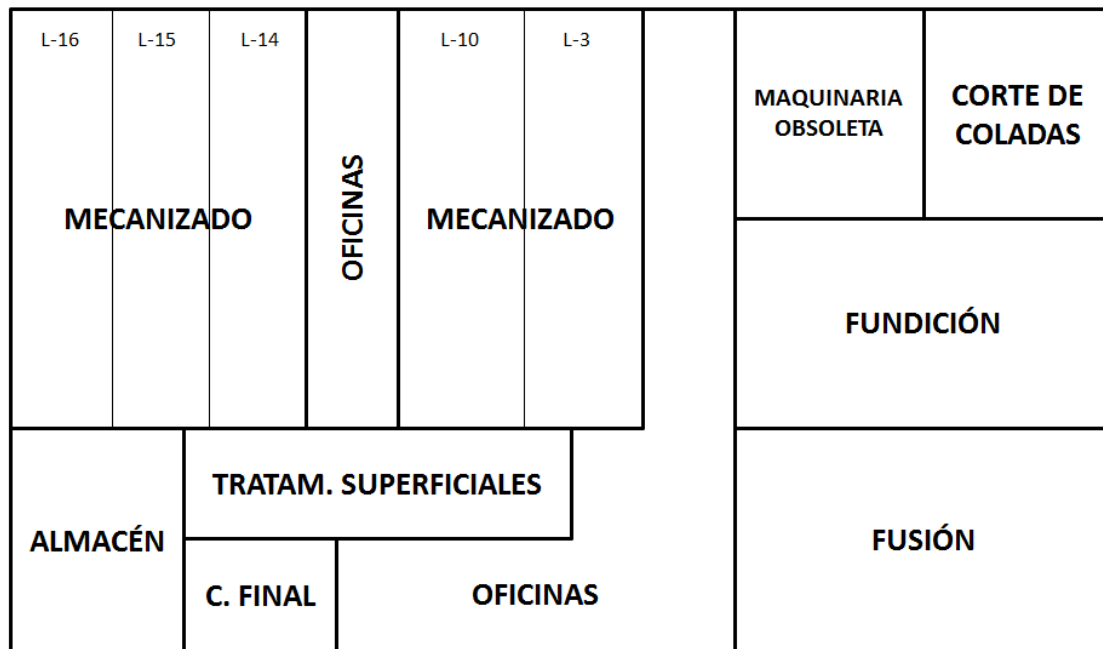 L-16
L-15
L-14
L-10
L-3
MAQUINARIA
OBSOLETA
CORTE DE
COLADAS
MECANIZADO
OFICINAS
MECANIZADO
FUNDICIÓN
TRATAM. SUPERFICIALES
ALMACÉN
FUSIÓN
C. FINAL
OFICINAS